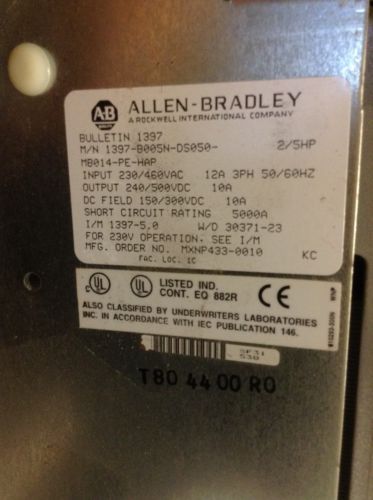 AB
ALLEN-BRADLEY
A ROCKWELL INTERNATIONAL COMPANY
BULLETIN 1397
M/N 1397-B005N-DS050- 2/5HP
MB014-PE-HAP
INPUT 230/460VAC 12A 3PH 50/60HZ
OUTPUT 240/500VDC 10A
DC FIELD 150/300VDC 10A
SHORT CIRCUIT RATING 5000A
I/M 1397-5.0 W/D 30371-23
FOR 230V OPERATION, SEE I/M
MFG. ORDER NO. MXNP433-0010 KC
FAC. LOC. 1C
UL UL LISTED IND. CONT. EQ 882R CE
ALSO CLASSIFIED BY UNDERWRITERS LABORATORIES
INC. IN ACCORDANCE WITH IEC PUBLICATION 146.
SF31
530
T80 44 00 R0